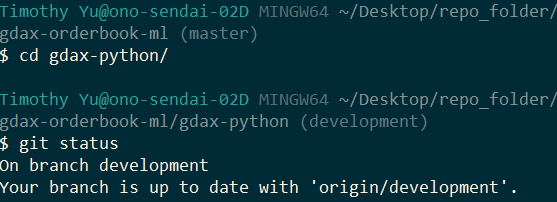 Timothy Yu@ono-sendai-02D MINGW64 ~/Desktop/repo_folder/
gdax-orderbook-ml (master)
$ cd gdax-python/
Timothy Yu@ono-sendai-02D MINGW64 ~/Desktop/repo_folder/
gdax-orderbook-ml/gdax-python (development)
$ git status
On branch development
Your branch is up to date with 'origin/development'.